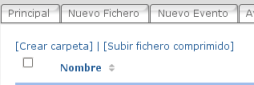 Principal Nuevo Fichero Nuevo Evento
[Crear carpeta] | [Subir fichero comprimido]
Nombre